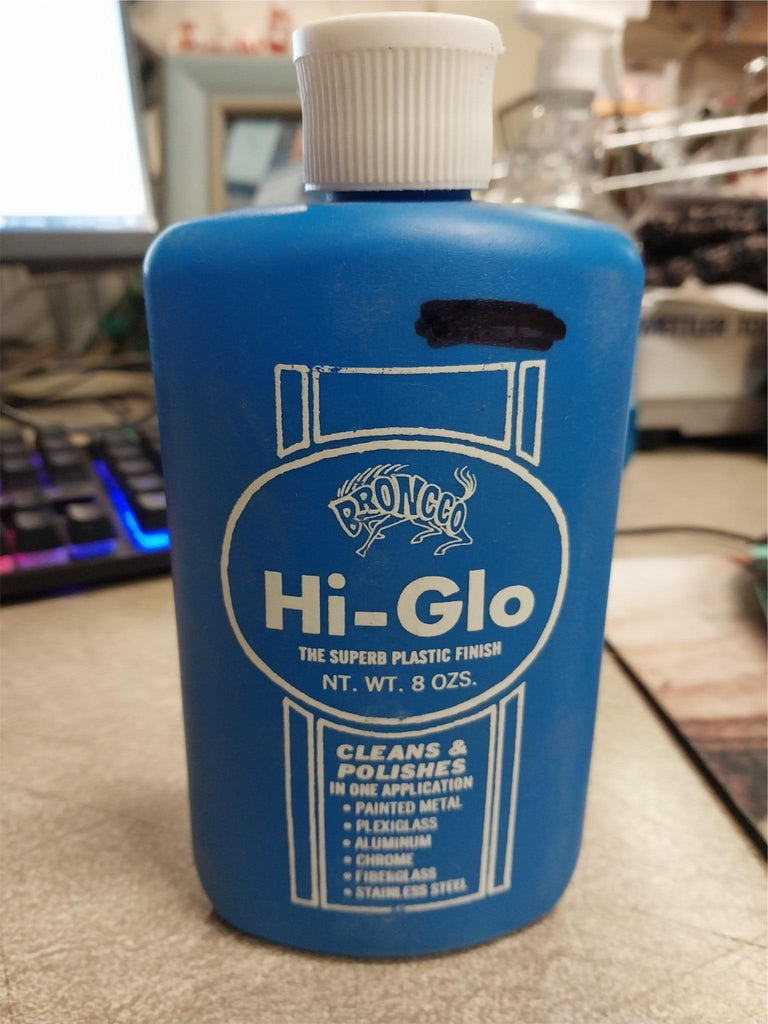 BRONCCO
Hi-Glo
THE SUPERB PLASTIC FINISH
NT. WT. 8 OZS.
CLEANS &
POLISHES
IN ONE APPLICATION
• PAINTED METAL
• PLEXIGLASS
• ALUMINUM
• CHROME
• FIBERGLASS
• STAINLESS STEEL
METTLER